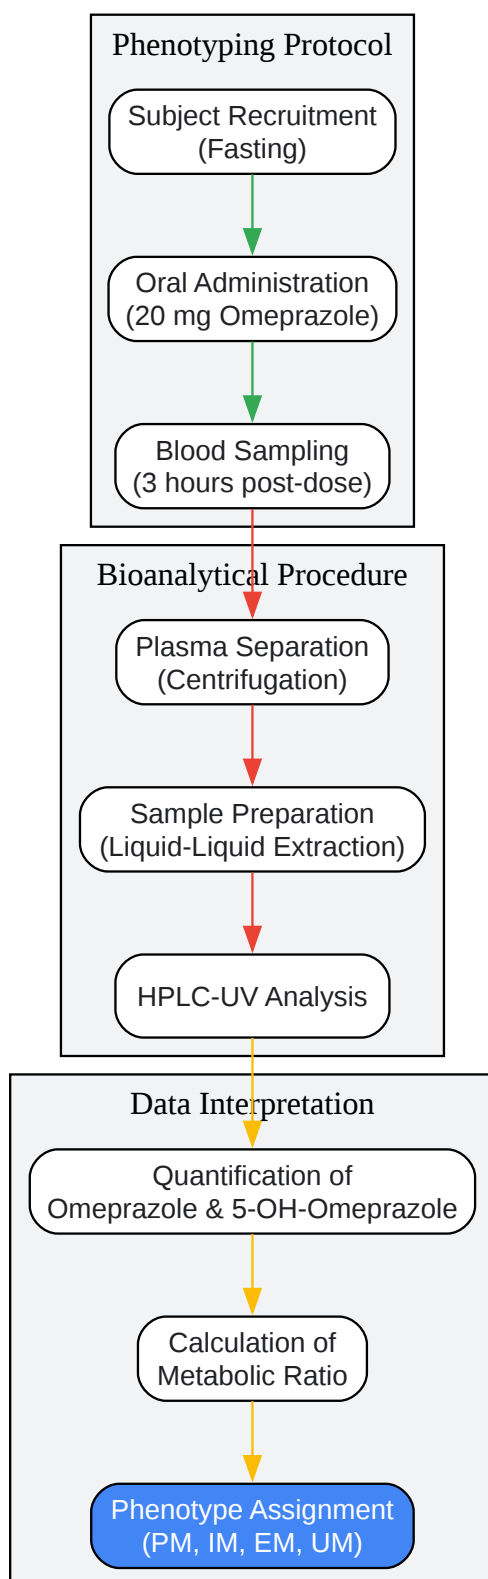 Phenotyping Protocol
Subject Recruitment
(Fasting)
Oral Administration
(20 mg Omeprazole)
Blood Sampling
(3 hours post-dose)
Bioanalytical Procedure
Plasma Separation
(Centrifugation)
Sample Preparation
(Liquid-Liquid Extraction)
HPLC-UV Analysis
Data Interpretation
Quantification of
Omeprazole & 5-OH-Omeprazole
Calculation of
Metabolic Ratio
Phenotype Assignment
(PM, IM, EM, UM)